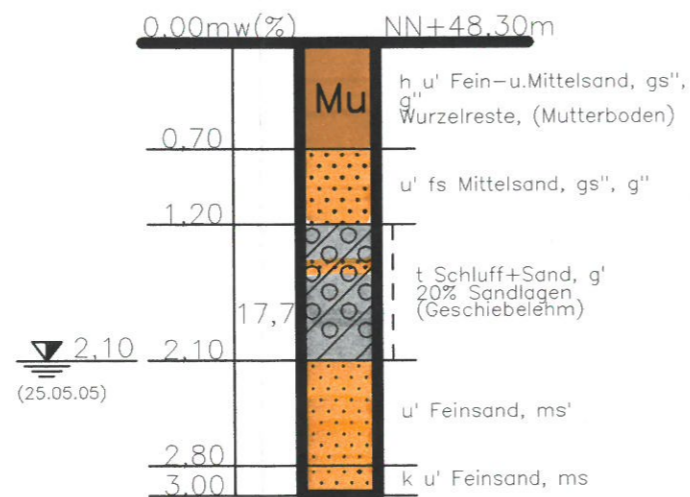 0.00m w(%) NN+48,30m
h u' Fein-u.Mittelsand, gs'',
g''
Wurzelreste, (Mutterboden)
Mu
0,70
u' fs Mittelsand, gs'', g''
1,20
t Schluff+Sand, g'
20% Sandlagen
(Geschiebelehm)
17,7
2,10 2,10
(25.05.05)
u' Feinsand, ms'
2,80
k u' Feinsand, ms
3,00